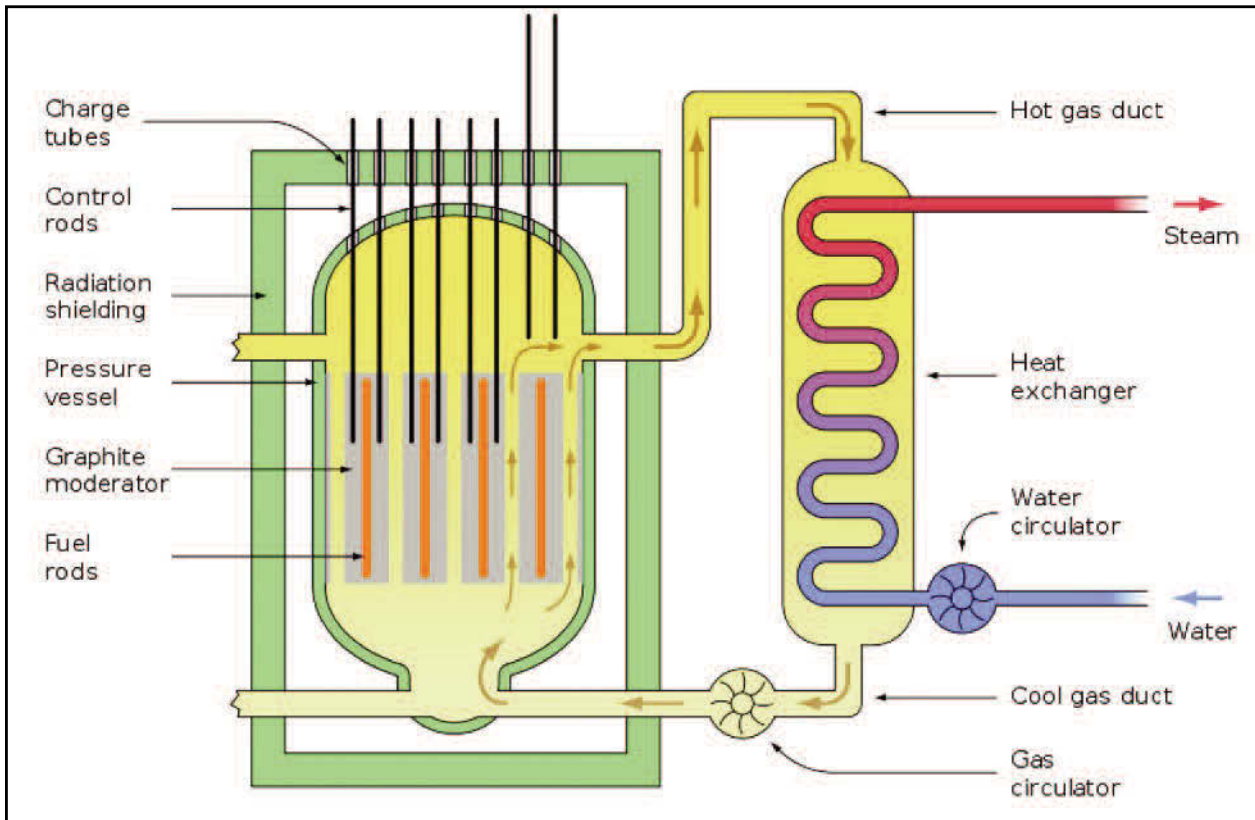 Charge
tubes
Control
rods
Radiation
shielding
Pressure
vessel
Graphite
moderator
Fuel
rods
Hot gas duct
Steam
Heat
exchanger
Water
circulator
Water
Cool gas duct
Gas
circulator